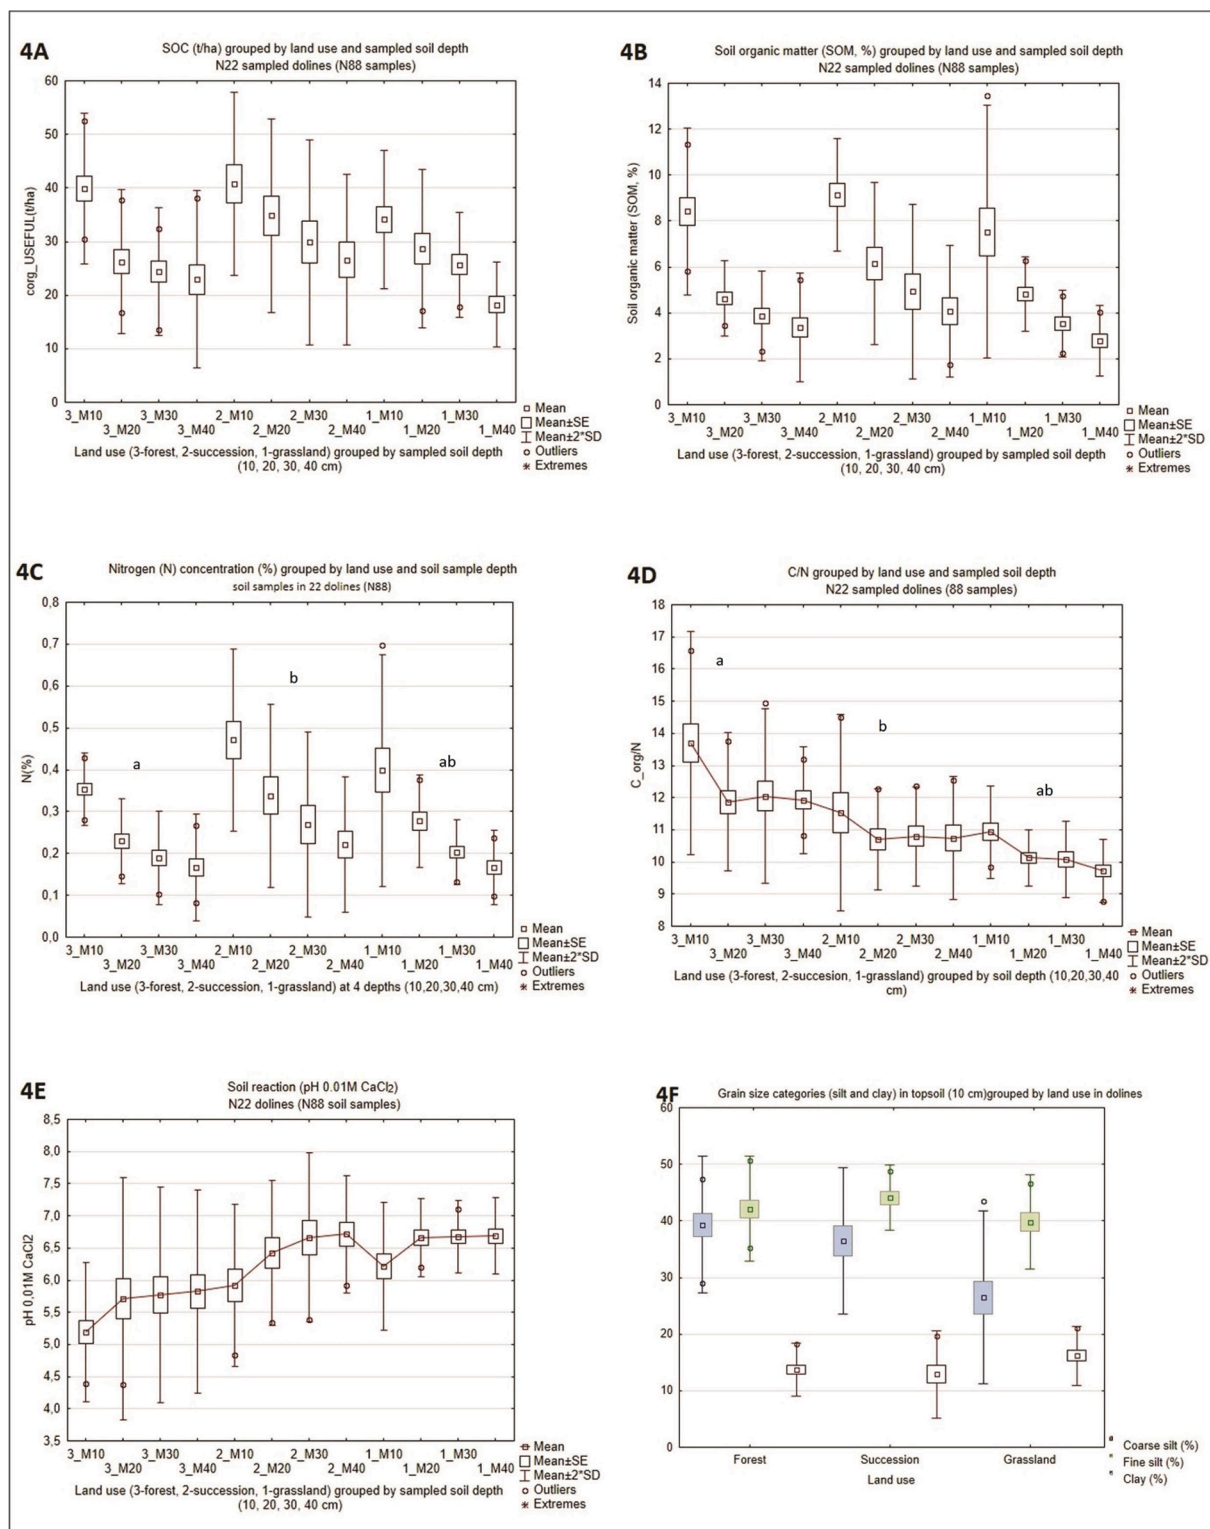 4A
SOC (t/ha) grouped by land use and sampled soil depth
N22 sampled dolines (N88 samples)
60
50
40
30
20
10
0
corg_USEFUL(t/ha)
3_M10 3_M30 2_M10 2_M30 1_M10 1_M30
3_M20 3_M40 2_M20 2_M40 1_M20 1_M40
Land use (3-forest, 2-succession, 1-grassland) grouped by sampled soil depth
(10, 20, 30, 40 cm)
Mean
Mean±SE
Mean±2*SD
Outliers
Extremes
4B
Soil organic matter (SOM, %) grouped by land use and sampled soil depth
N22 sampled dolines (N88 samples)
14
12
10
8
6
4
2
0
Soil organic matter (SOM, %)
3_M10 3_M30 2_M10 2_M30 1_M10 1_M30
3_M20 3_M40 2_M20 2_M40 1_M20 1_M40
Land use (3-forest, 2-succession, 1-grassland) grouped by sampled soil depth
(10, 20, 30, 40 cm)
Mean
Mean±SE
Mean±2*SD
Outliers
Extremes
4C
Nitrogen (N) concentration (%) grouped by land use and soil sample depth
soil samples in 22 dolines (N88)
0,8
0,7
0,6
0,5
0,4
0,3
0,2
0,1
0,0
N(%)
a
b
ab
3_M10 3_M30 2_M10 2_M30 1_M10 1_M30
3_M20 3_M40 2_M20 2_M40 1_M20 1_M40
Land use (3-forest, 2-succession, 1-grassland) at 4 depths (10,20,30,40 cm)
Mean
Mean±SE
Mean±2*SD
Outliers
Extremes
4D
C/N grouped by land use and sampled soil depth
N22 sampled dolines (88 samples)
18
17
16
15
14
13
12
11
10
9
8
C_org/N
a
b
ab
3_M10 3_M30 2_M10 2_M30 1_M10 1_M30
3_M20 3_M40 2_M20 2_M40 1_M20 1_M40
Land use (3-forest, 2-succesion, 1-grassland) grouped by soil depth (10,20,30,40
cm)
Mean
Mean±SE
Mean±2*SD
Outliers
Extremes
4E
Soil reaction (pH 0.01M CaCl2)
N22 dolines (N88 soil samples)
8,5
8,0
7,5
7,0
6,5
6,0
5,5
5,0
4,5
4,0
3,5
pH 0,01M CaCl2
3_M10 3_M30 2_M10 2_M30 1_M10 1_M30
3_M20 3_M40 2_M20 2_M40 1_M20 1_M40
Land use (3-forest, 2-succession, 1-grassland) grouped by sampled soil depth
(10, 20, 30, 40 cm)
Mean
Mean±SE
Mean±2*SD
Outliers
Extremes
4F
Grain size categories (silt and clay) in topsoil (10 cm)grouped by land use in dolines
60
50
40
30
20
10
0
Forest Succession Grassland
Land use
Coarse silt (%)
Fine silt (%)
Clay (%)